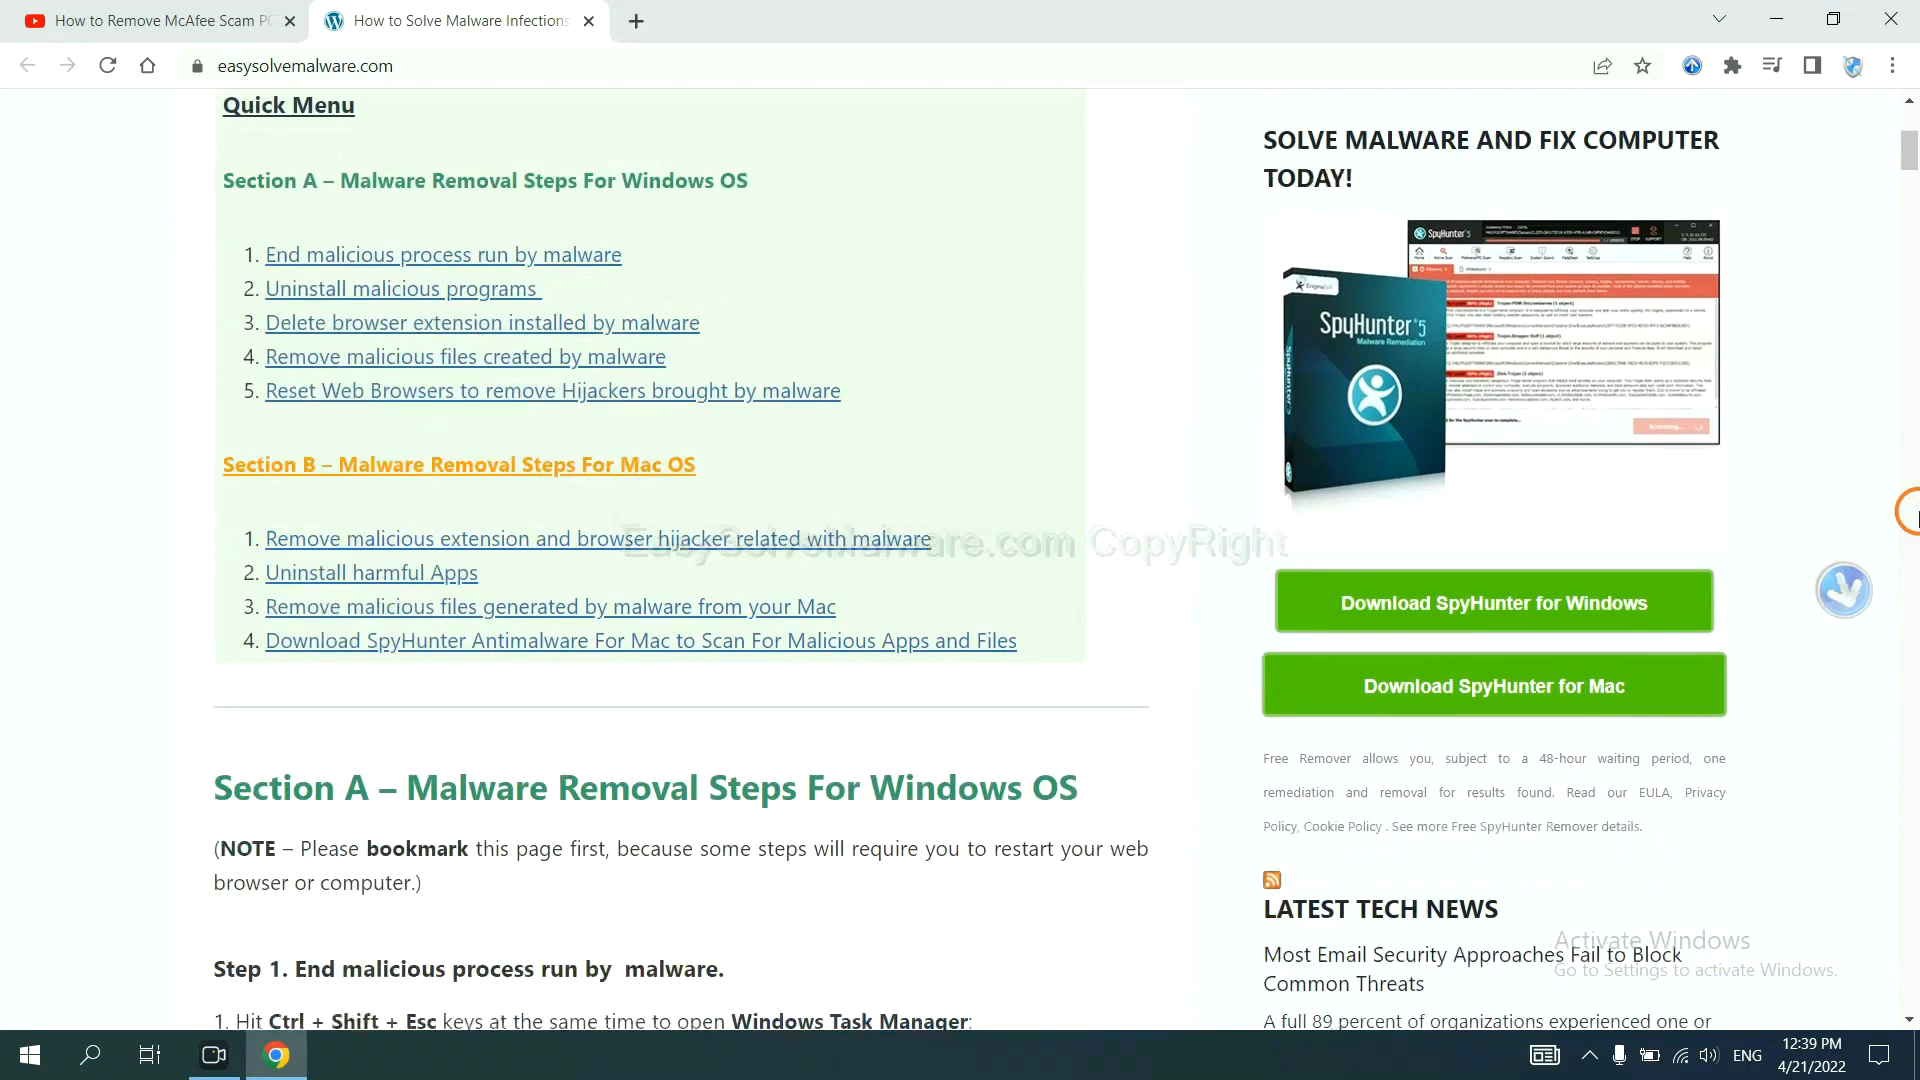 How to Remove McAfee Scam PC
How to Solve Malware Infections
easysolvemalware.com
Quick Menu
Section A – Malware Removal Steps For Windows OS
1. End malicious process run by malware
2. Uninstall malicious programs
3. Delete browser extension installed by malware
4. Remove malicious files created by malware
5. Reset Web Browsers to remove Hijackers brought by malware
Section B – Malware Removal Steps For Mac OS
1. Remove malicious extension and browser hijacker related with malware
2. Uninstall harmful Apps
3. Remove malicious files generated by malware from your Mac
4. Download SpyHunter Antimalware For Mac to Scan For Malicious Apps and Files
EasySolveMalware.com CopyRight
Section A – Malware Removal Steps For Windows OS
(NOTE – Please bookmark this page first, because some steps will require you to restart your web
browser or computer.)
Step 1. End malicious process run by malware.
1. Hit Ctrl + Shift + Esc keys at the same time to open Windows Task Manager:
SOLVE MALWARE AND FIX COMPUTER
TODAY!
SpyHunter 5
EnigmaSoft
SpyHunter 5
Malware Remediation
SpyHunter 5
Download SpyHunter for Windows
Download SpyHunter for Mac
Free Remover allows you, subject to a 48-hour waiting period, one
remediation and removal for results found. Read our EULA, Privacy
Policy, Cookie Policy . See more Free SpyHunter Remover details.
LATEST TECH NEWS
Most Email Security Approaches Fail to Block
Common Threats
A full 89 percent of organizations experienced one or
Activate Windows
Go to Settings to activate Windows.
ENG
12:39 PM
4/21/2022